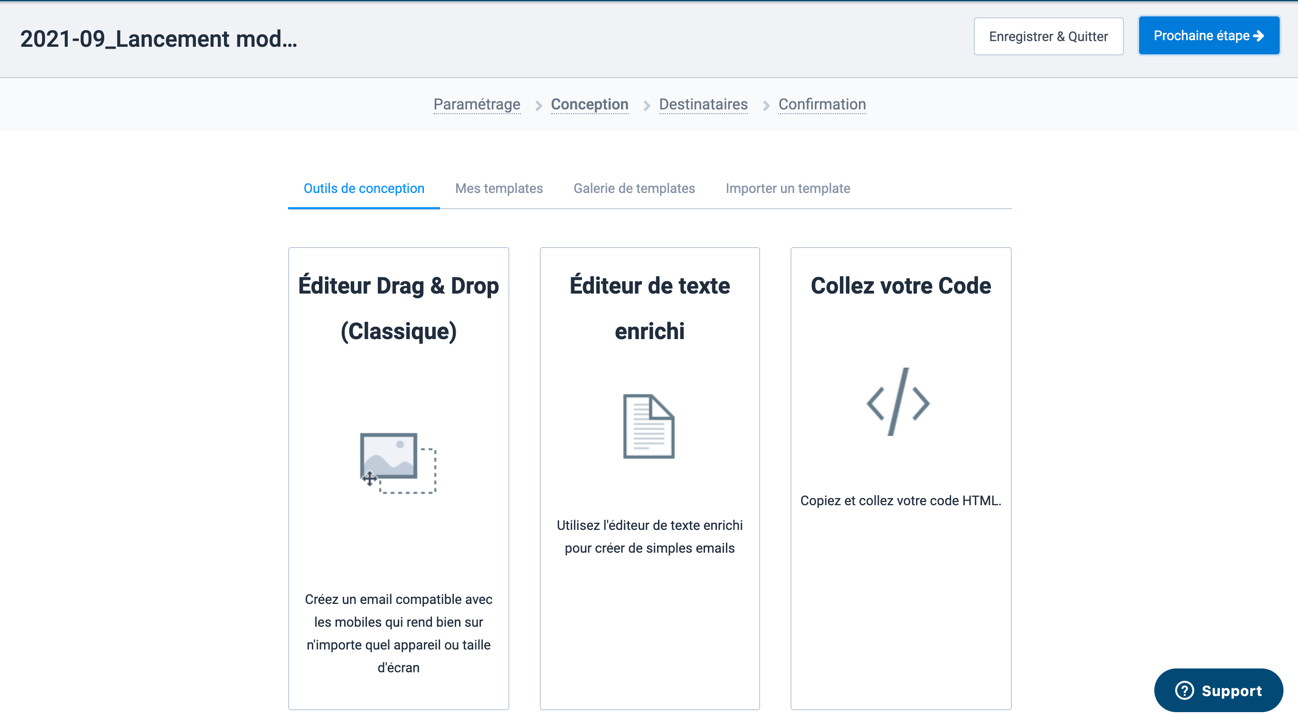 2021-09_Lancement mod...
Enregistrer & Quitter
Prochaine étape
Paramétrage
Conception
Destinataires
Confirmation
Outils de conception
Mes templates
Galerie de templates
Importer un template
Éditeur Drag & Drop
(Classique)
Créez un email compatible avec
les mobiles qui rend bien sur
n'importe quel appareil ou taille
d'écran
Éditeur de texte
enrichi
Utilisez l'éditeur de texte enrichi
pour créer de simples emails
Collez votre Code
Copiez et collez votre code HTML.
Support